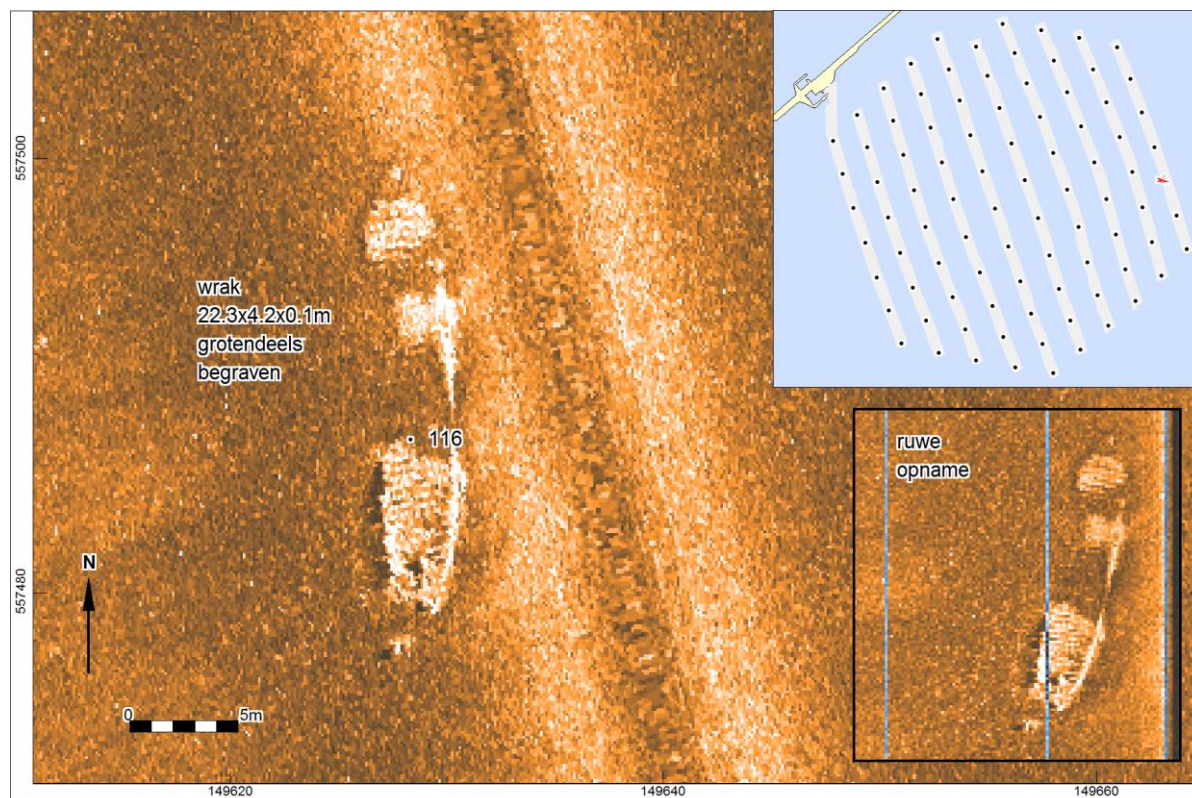 557500
wrak
22.3x4.2x0.1m
grotendeels
begraven
116
ruwe
opname
N
557480
0 5m
149620 149640 149660